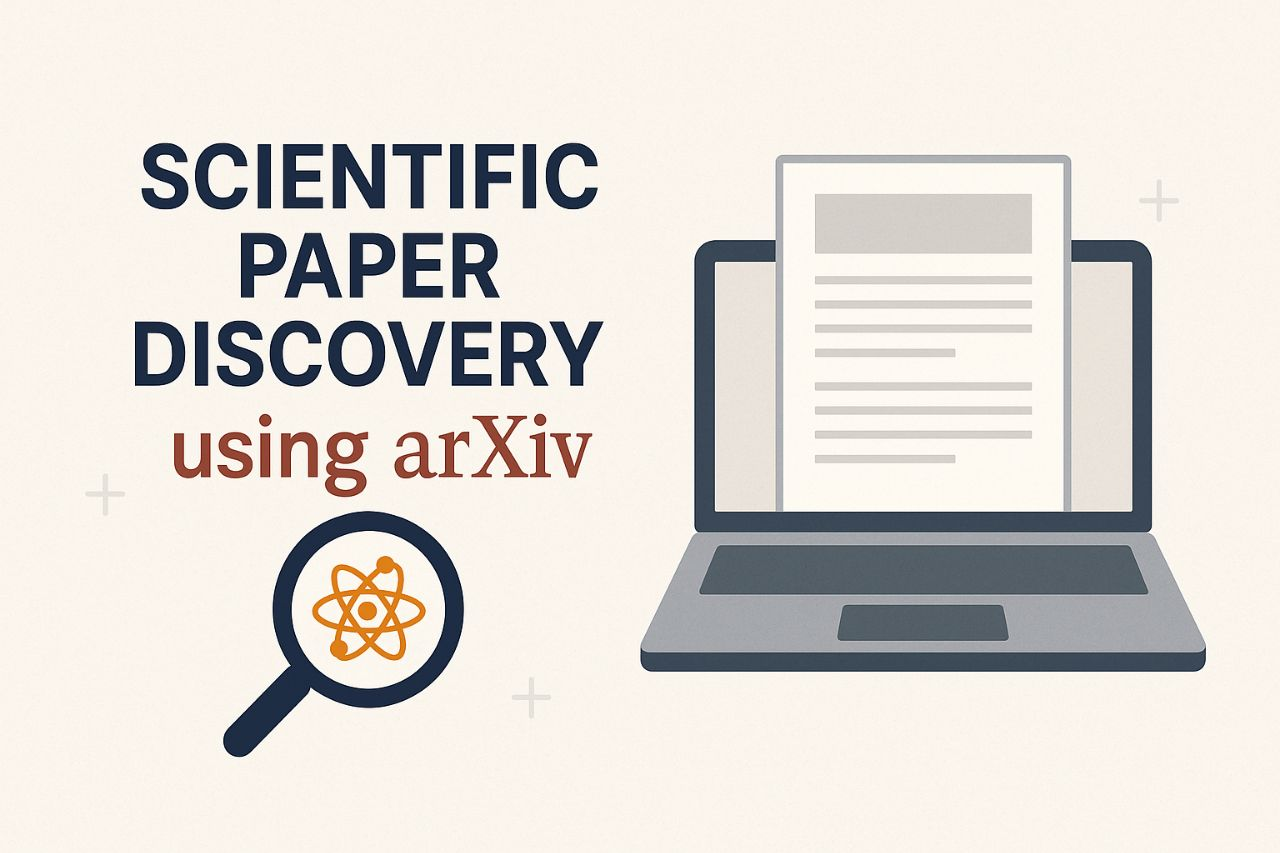 SCIENTIFIC
PAPER
DISCOVERY
using arXiv